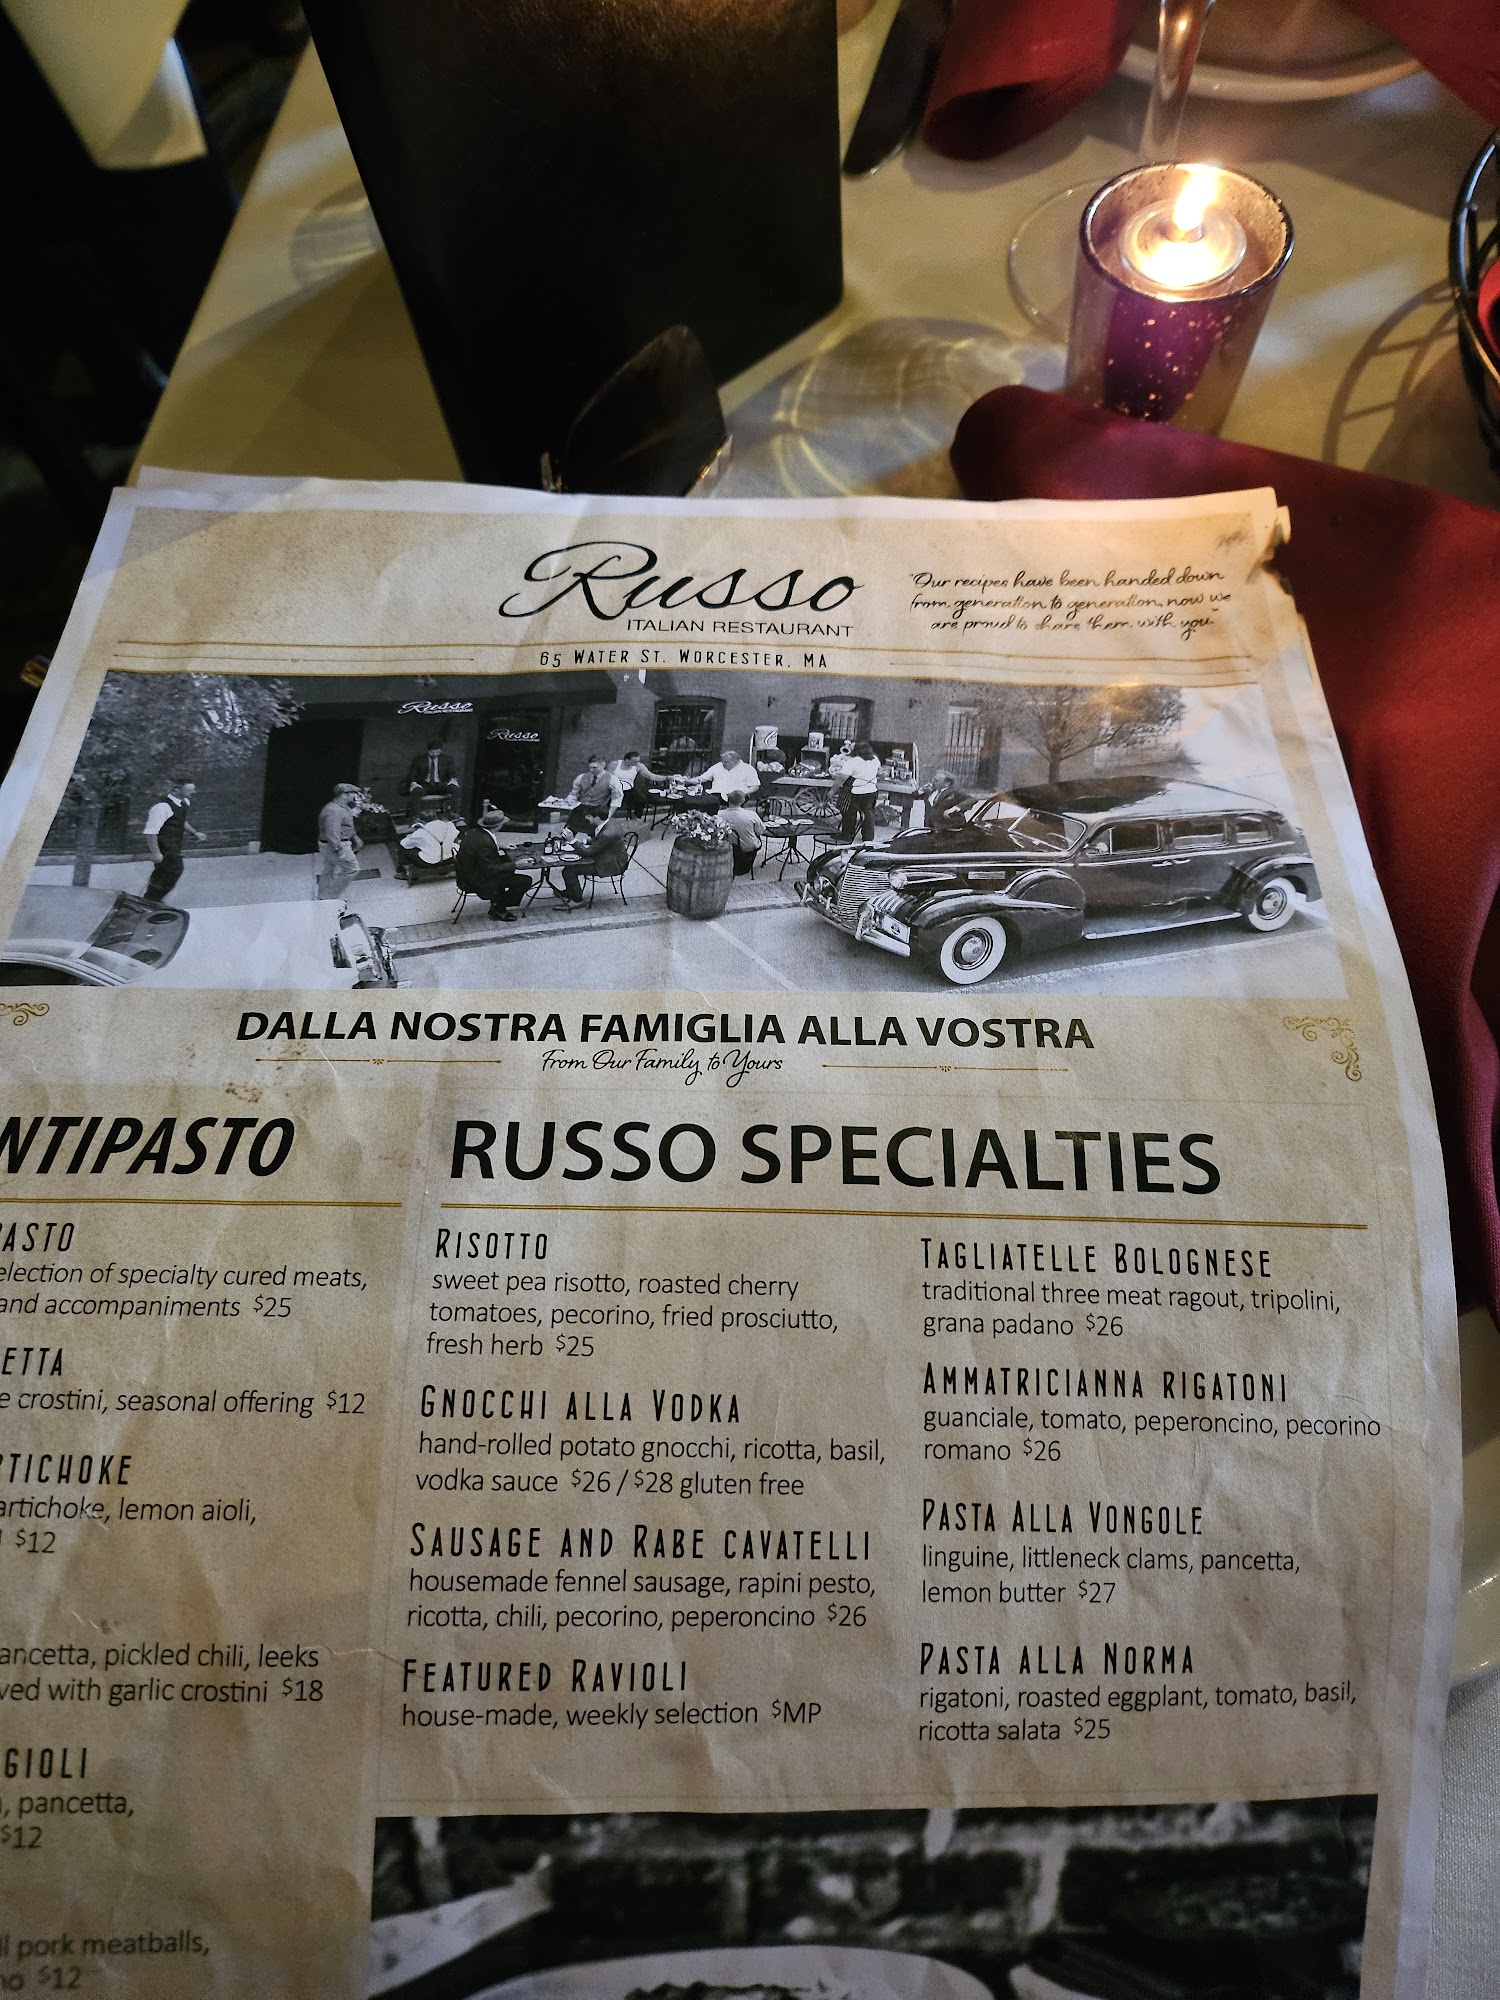 Russo
ITALIAN RESTAURANT
"Our recipes have been handed down
from generation to generation, now we
are proud to share them with you"
65 WATER ST. WORCESTER, MA
Russo
Russo
DALLA NOSTRA FAMIGLIA ALLA VOSTRA
From Our Family to Yours
NTIPASTO
ASTO
election of specialty cured meats,
and accompaniments $25
ETTA
e crostini, seasonal offering $12
TICHOKE
artichoke, lemon aioli,
$12
ancetta, pickled chili, leeks
ved with garlic crostini $18
GIOLI
, pancetta,
$12
ll pork meatballs,
no $12
RUSSO SPECIALTIES
RISOTTO
sweet pea risotto, roasted cherry
tomatoes, pecorino, fried prosciutto,
fresh herb $25
GNOCCHI ALLA VODKA
hand-rolled potato gnocchi, ricotta, basil,
vodka sauce $26 / $28 gluten free
SAUSAGE AND RABE CAVATELLI
housemade fennel sausage, rapini pesto,
ricotta, chili, pecorino, peperoncino $26
FEATURED RAVIOLI
house-made, weekly selection $MP
TAGLIATELLE BOLOGNESE
traditional three meat ragout, tripolini,
grana padano $26
AMMATRICIANNA RIGATONI
guanciale, tomato, peperoncino, pecorino
romano $26
PASTA ALLA VONGOLE
linguine, littleneck clams, pancetta,
lemon butter $27
PASTA ALLA NORMA
rigatoni, roasted eggplant, tomato, basil,
ricotta salata $25